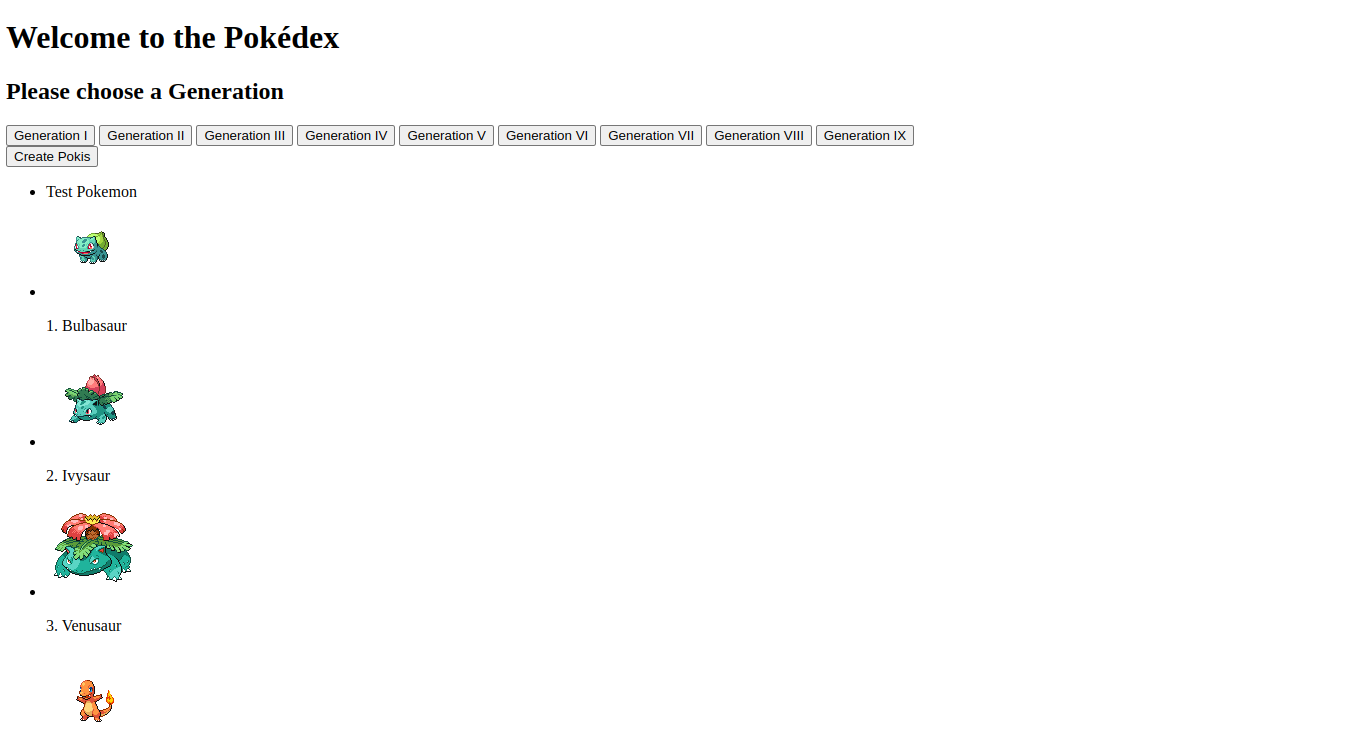 Welcome to the Pokédex
Please choose a Generation
Generation I Generation II Generation III Generation IV Generation V Generation VI Generation VII Generation VIII Generation IX
Create Pokis
Test Pokemon
1. Bulbasaur
2. Ivysaur
3. Venusaur